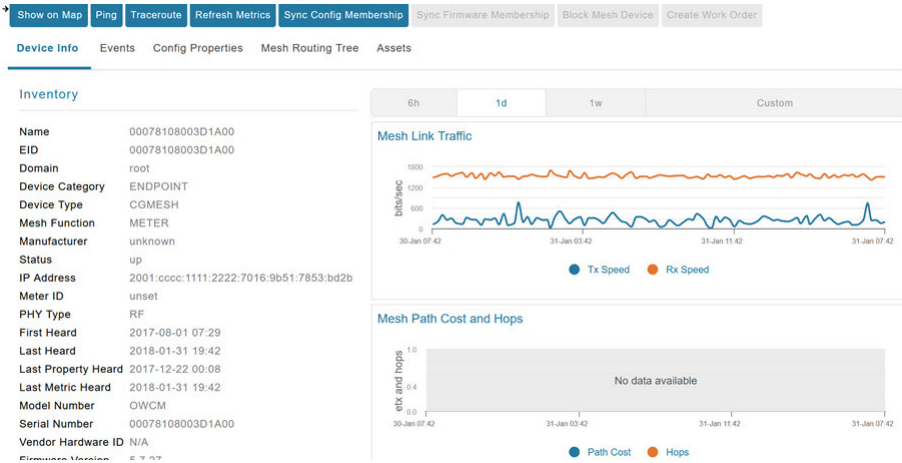 Show on Map Ping Traceroute Refresh Metrics Sync Config Membership Sync Firmware Membership Block Mesh Device Create Work Order
Device Info Events Config Properties Mesh Routing Tree Assets
Inventory
Name 00078108003D1A00
EID 00078108003D1A00
Domain root
Device Category ENDPOINT
Device Type CGMESH
Mesh Function METER
Manufacturer unknown
Status up
IP Address 2001:cccc:1111:2222:7016:9b51:7853:bd2b
Meter ID unset
PHY Type RF
First Heard 2017-08-01 07:29
Last Heard 2018-01-31 19:42
Last Property Heard 2017-12-22 00:08
Last Metric Heard 2018-01-31 19:42
Model Number OWCM
Serial Number 00078108003D1A00
Vendor Hardware ID N/A
Firmware Version 5.7.27
6h 1d 1w Custom
Mesh Link Traffic
bits/sec
1800
1200
600
0
30-Jan 07:42 31-Jan 03:42 31-Jan 11:42 31-Jan 07:42
Tx Speed Rx Speed
Mesh Path Cost and Hops
etx and hops
1.0
0.4
0.0
No data available
30-Jan 07:42 31-Jan 03:42 31-Jan 11:42 31-Jan 07:42
Path Cost Hops